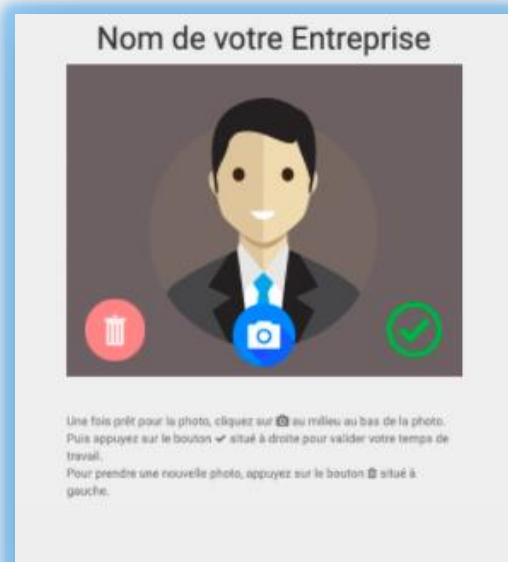 Nom de votre Entreprise
Une fois prêt pour la photo, cliquez sur au milieu au bas de la photo.
Puis appuyez sur le bouton ✔ situé à droite pour valider votre temps de
travail.
Pour prendre une nouvelle photo, appuyez sur le bouton situé à
gauche.